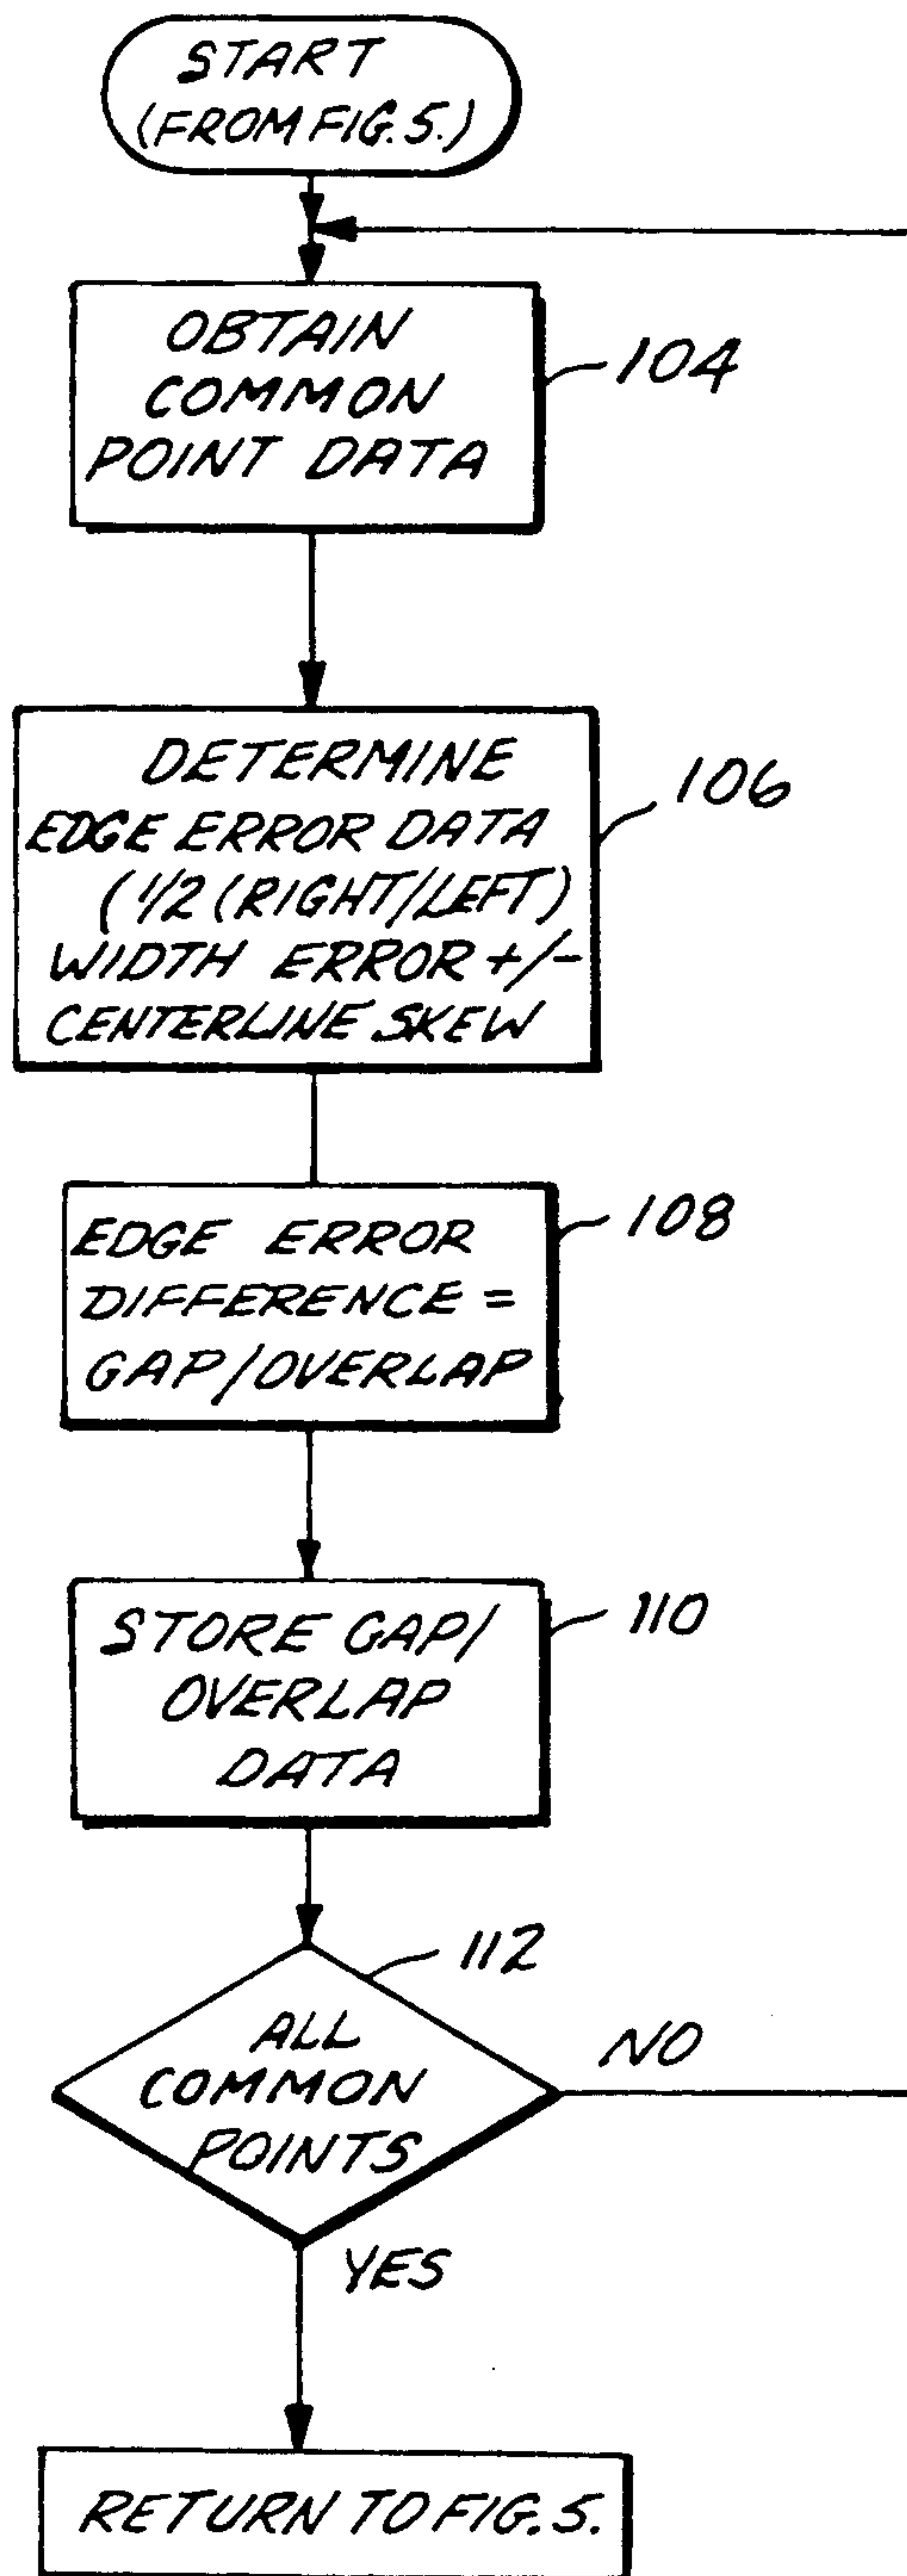 START
(FROM FIG. 5.)
OBTAIN
COMMON
POINT DATA
104
DETERMINE
EDGE ERROR DATA
(1/2 (RIGHT/LEFT)
WIDTH ERROR +/-
CENTERLINE SKEW
106
EDGE ERROR
DIFFERENCE =
GAP/OVERLAP
108
STORE GAP/
OVERLAP
DATA
110
112
ALL
COMMON
POINTS
NO
YES
RETURN TO FIG. 5.